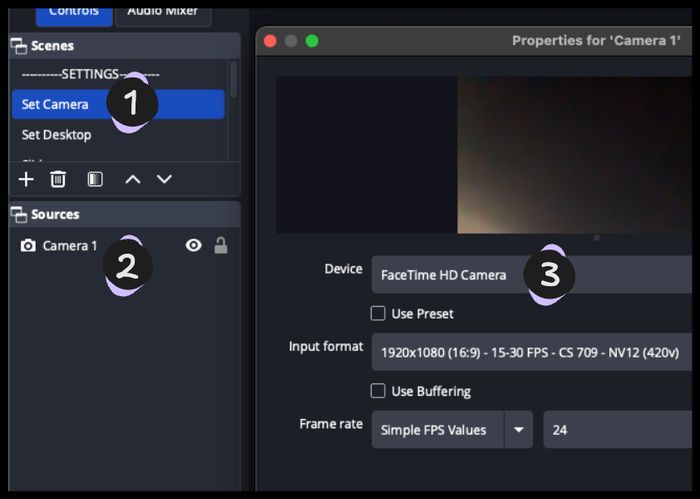 Controls
Audio Mixer
Scenes
----------SETTINGS----------
Set Camera
1
Set Desktop
Sources
Camera 1
2
Properties for 'Camera 1'
Device
FaceTime HD Camera
3
Use Preset
Input format
1920x1080 (16:9) - 15-30 FPS - CS 709 - NV12 (420v)
Use Buffering
Frame rate
Simple FPS Values
24